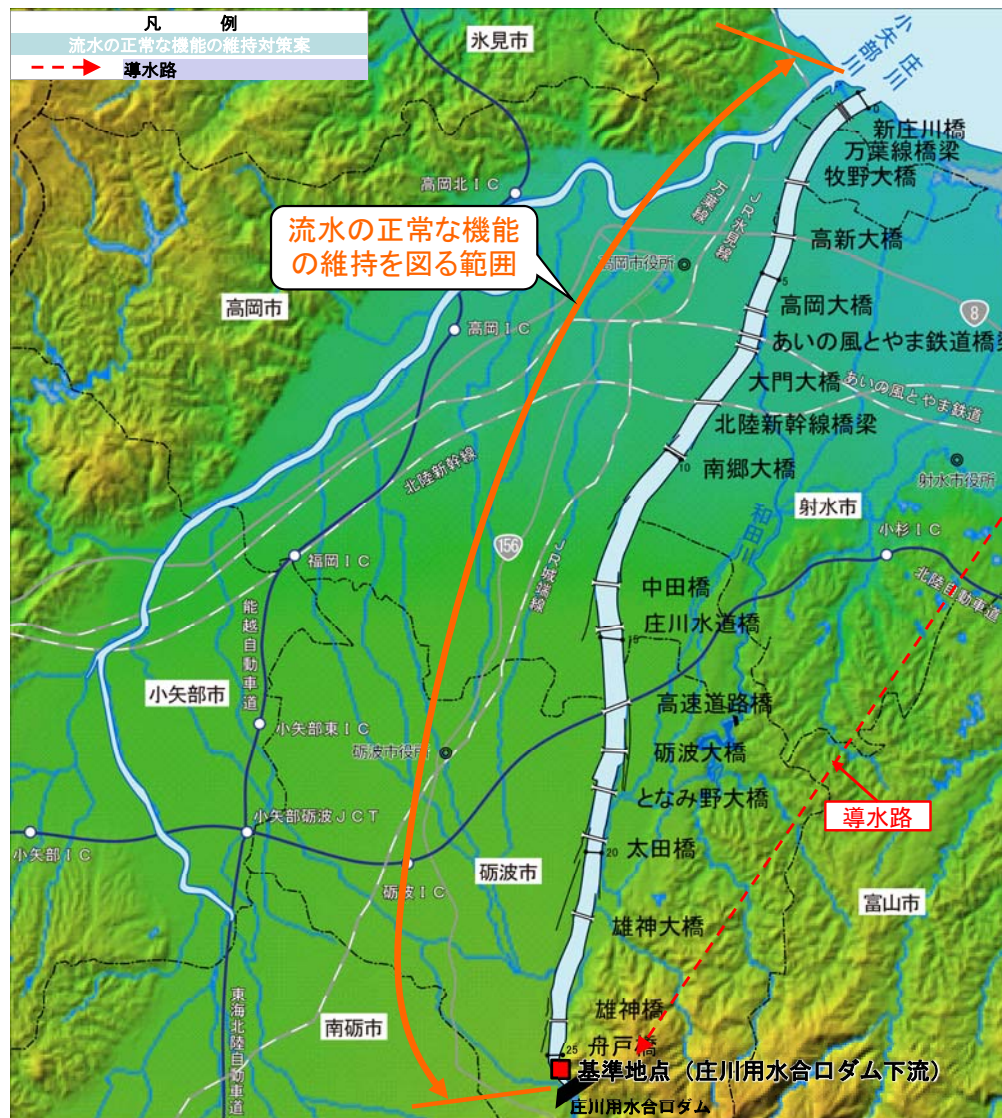 凡　例
流水の正常な機能の維持対策案
導水路
氷見市
小矢部川
庄川
0
新庄川橋
万葉線橋梁
牧野大橋
高岡北IC
万葉線
JR氷見線
流水の正常な機能
の維持を図る範囲
高新大橋
高岡市役所
5
高岡市
高岡大橋
8
高岡IC
あいの風とやま鉄道橋梁
大門大橋
あいの風とやま鉄道
北陸新幹線橋梁
北陸新幹線
10
南郷大橋
射水市役所
射水市
和田川
小杉IC
156
JR城端線
福岡IC
中田橋
北陸自動車道
能越自動車道
庄川水道橋
15
小矢部市
高速道路橋
小矢部東IC
砺波市役所
砺波大橋
となみ野大橋
導水路
小矢部砺波JCT
小矢部IC
20
太田橋
砺波IC
砺波市
富山市
雄神大橋
東海北陸自動車道
雄神橋
南砺市
舟戸橋
25
基準地点（庄川用水合口ダム下流）
庄川用水合口ダム